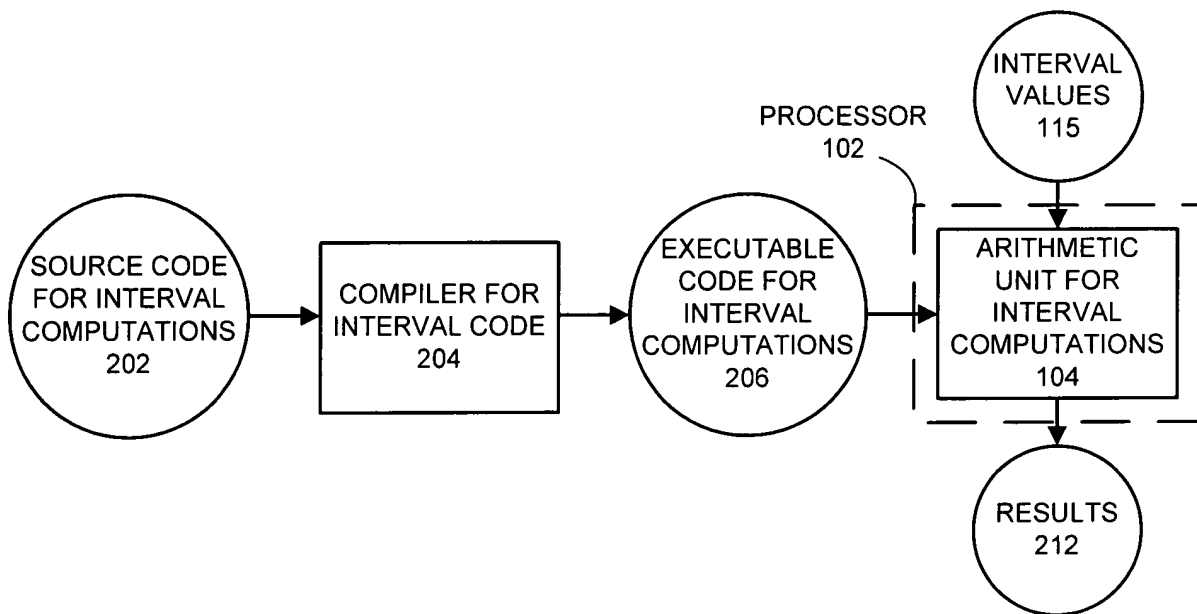 INTERVAL
VALUES
115
PROCESSOR
102
SOURCE CODE
FOR INTERVAL
COMPUTATIONS
202
COMPILER FOR
INTERVAL CODE
204
EXECUTABLE
CODE FOR
INTERVAL
COMPUTATIONS
206
ARITHMETIC
UNIT FOR
INTERVAL
COMPUTATIONS
104
RESULTS
212